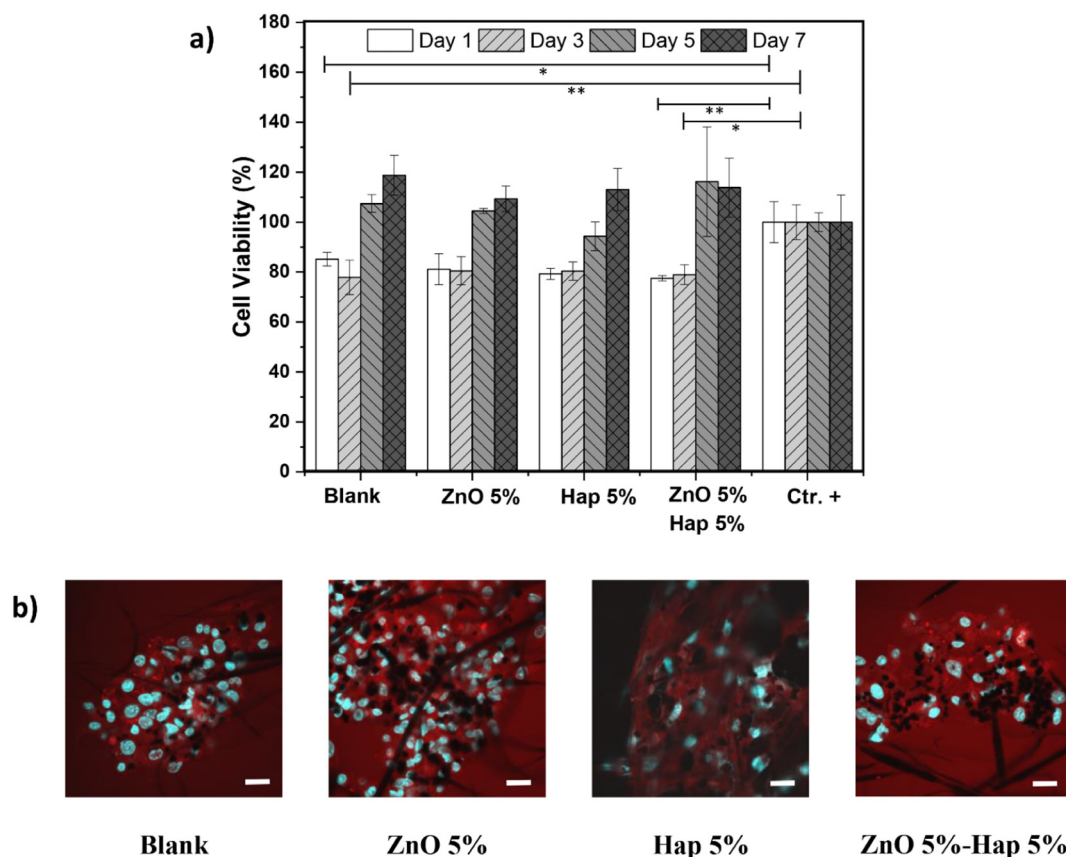 a)
Day 1 Day 3 Day 5 Day 7
Cell Viability (%)
180
160
140
120
100
80
60
40
20
0
*
**
**
*
Blank ZnO 5% Hap 5% ZnO 5% Ctr. +
Hap 5%
b)
Blank ZnO 5% Hap 5% ZnO 5%-Hap 5%